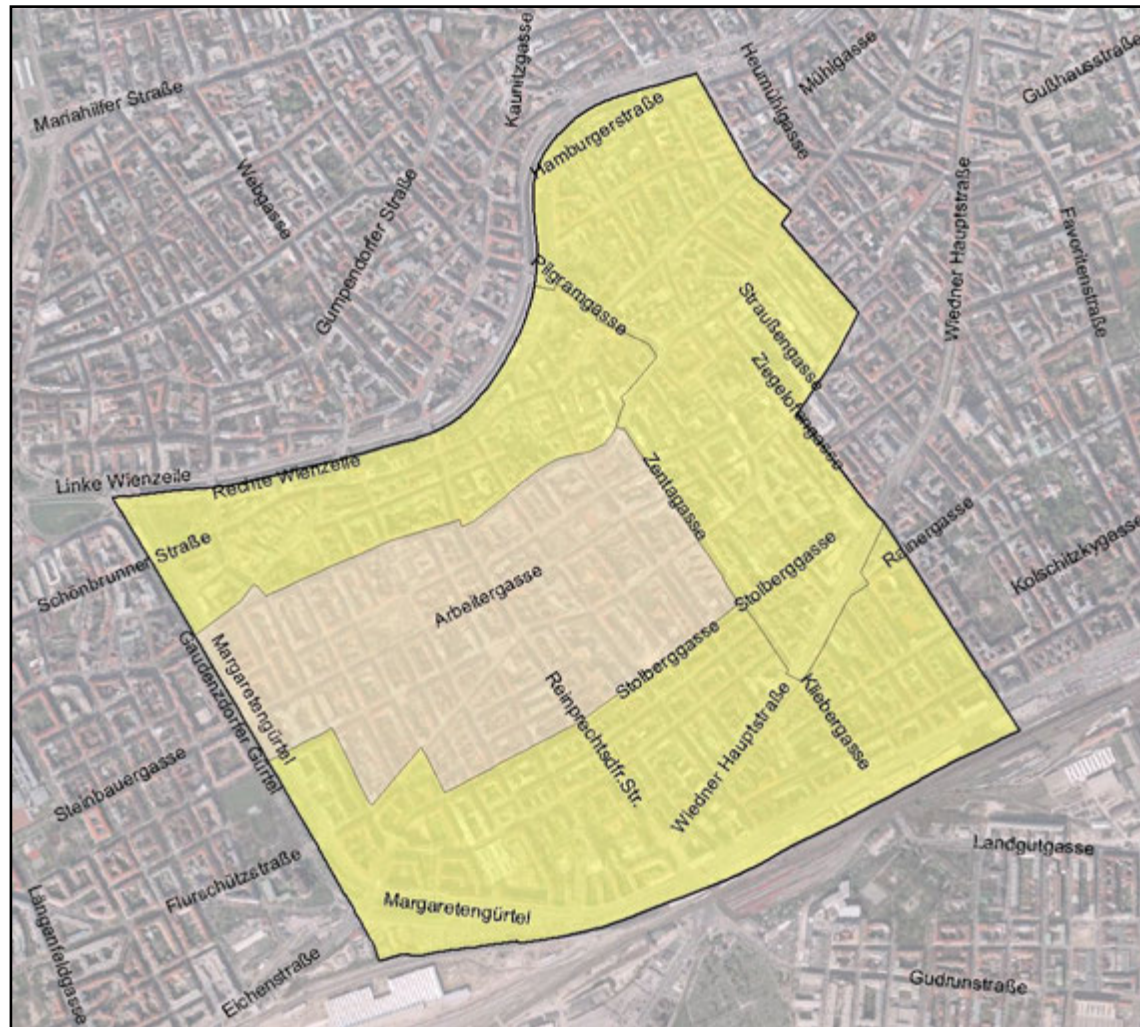 Mariahilfer Straße
Webgasse
Gumpendorfer Straße
Kaunitzgasse
Hamburgerstraße
Heumühlgasse
Mühlgasse
Gußhausstraße
Wiedner Hauptstraße
Favoritenstraße
Pilgramgasse
Straußengasse
Ziegelofengasse
Linke Wienzeile
Rechte Wienzeile
Zentagasse
Schönbrunner Straße
Arbeitergasse
Stolberggasse
Rainergasse
Kolschitzkygasse
Margaretengürtel
Gaudenzdorfer Gürtel
Stolberggasse
Reinprechtsdfr.Str.
Wiedner Hauptstraße
Kliebergasse
Steinbauergasse
Flurschützstraße
Margaretengürtel
Landgutgasse
Längenfeldgasse
Eichenstraße
Gudrunstraße